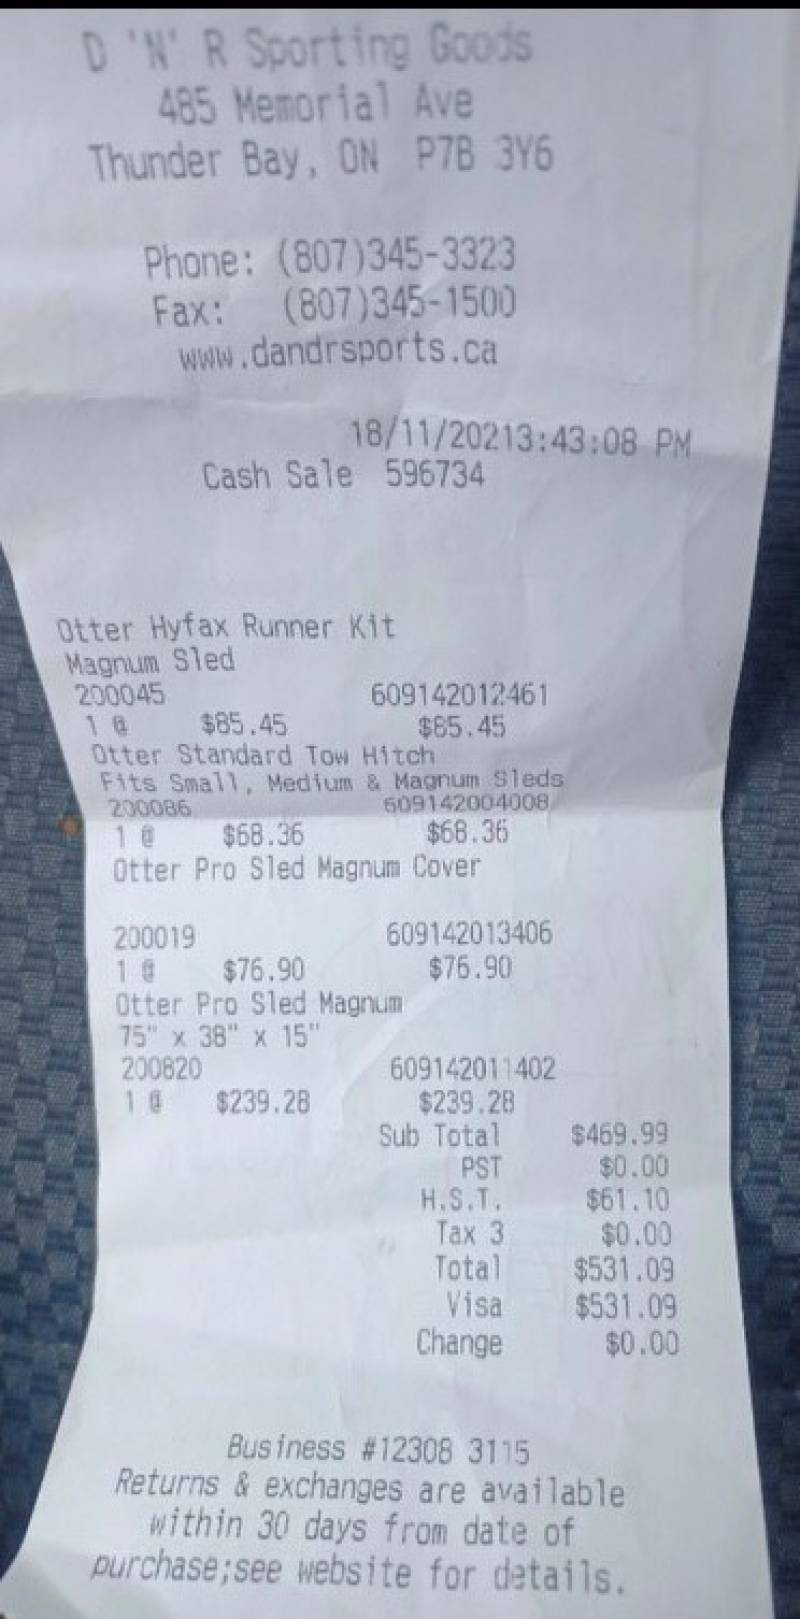 D 'N' R Sporting Goods
485 Memorial Ave
Thunder Bay, ON P7B 3Y6
Phone: (807)345-3323
Fax: (807)345-1500
www.dandrsports.ca
18/11/20213:43:08 PM
Cash Sale 596734
Otter Hyfax Runner Kit
Magnum Sled
200045 609142012461
1 @ $85.45 $85.45
Otter Standard Tow Hitch
Fits Small, Medium & Magnum Sleds
200086 609142004008
1 @ $68.36 $68.36
Otter Pro Sled Magnum Cover
200019 609142013406
1 @ $76.90 $76.90
Otter Pro Sled Magnum
75" x 38" x 15"
200820 609142011402
1 @ $239.28 $239.28
Sub Total $469.99
PST $0.00
H.S.T. $61.10
Tax 3 $0.00
Total $531.09
Visa $531.09
Change $0.00
Business #12308 3115
Returns & exchanges are available
within 30 days from date of
purchase;see website for details.